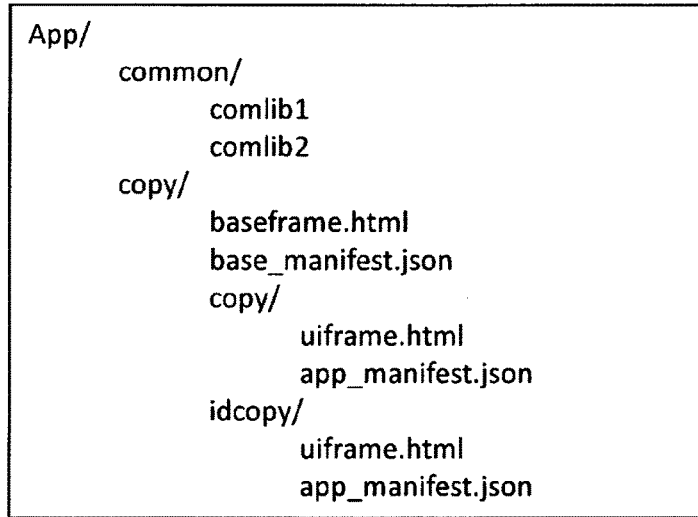 App/
common/
comlib1
comlib2
copy/
baseframe.html
base_manifest.json
copy/
uiframe.html
app_manifest.json
idcopy/
uiframe.html
app_manifest.json